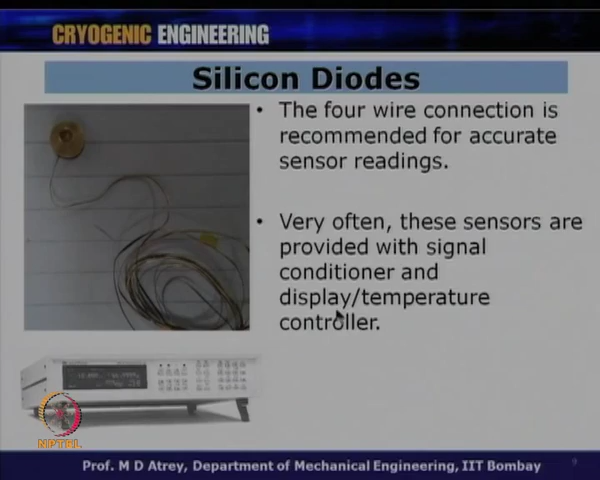 CRYOGENIC ENGINEERING
Silicon Diodes
• The four wire connection is
recommended for accurate
sensor readings.
• Very often, these sensors are
provided with signal
conditioner and
display/temperature
controller.
NPTEL
Prof. M D Atrey, Department of Mechanical Engineering, IIT Bombay
9